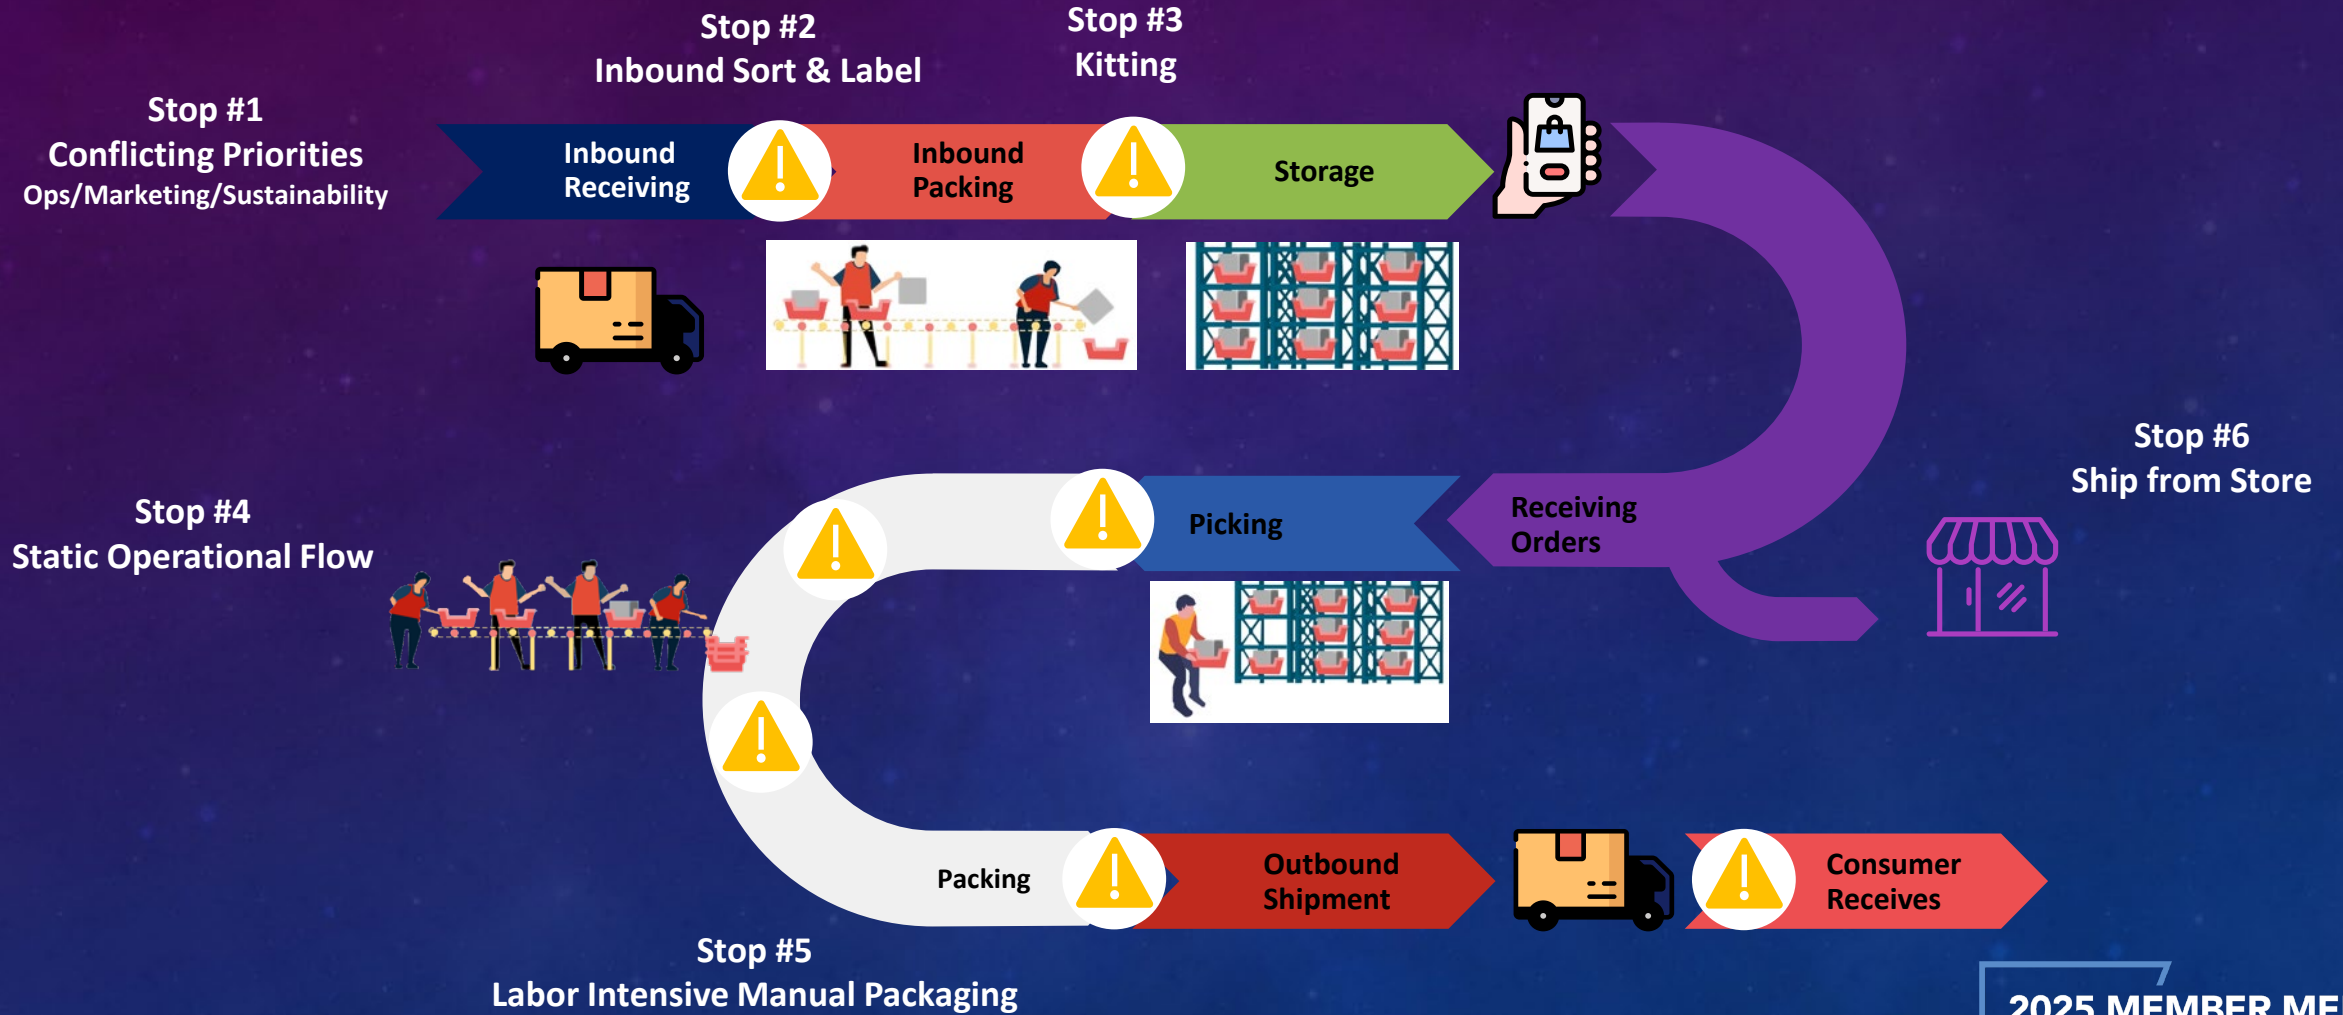 Stop #1
Conflicting Priorities
Ops/Marketing/Sustainability
Stop #2
Inbound Sort & Label
Stop #3
Kitting
Inbound
Receiving
Inbound
Packing
Storage
Stop #4
Static Operational Flow
Picking
Receiving
Orders
Stop #6
Ship from Store
Packing
Outbound
Shipment
Consumer
Receives
Stop #5
Labor Intensive Manual Packaging
2025 MEMBER